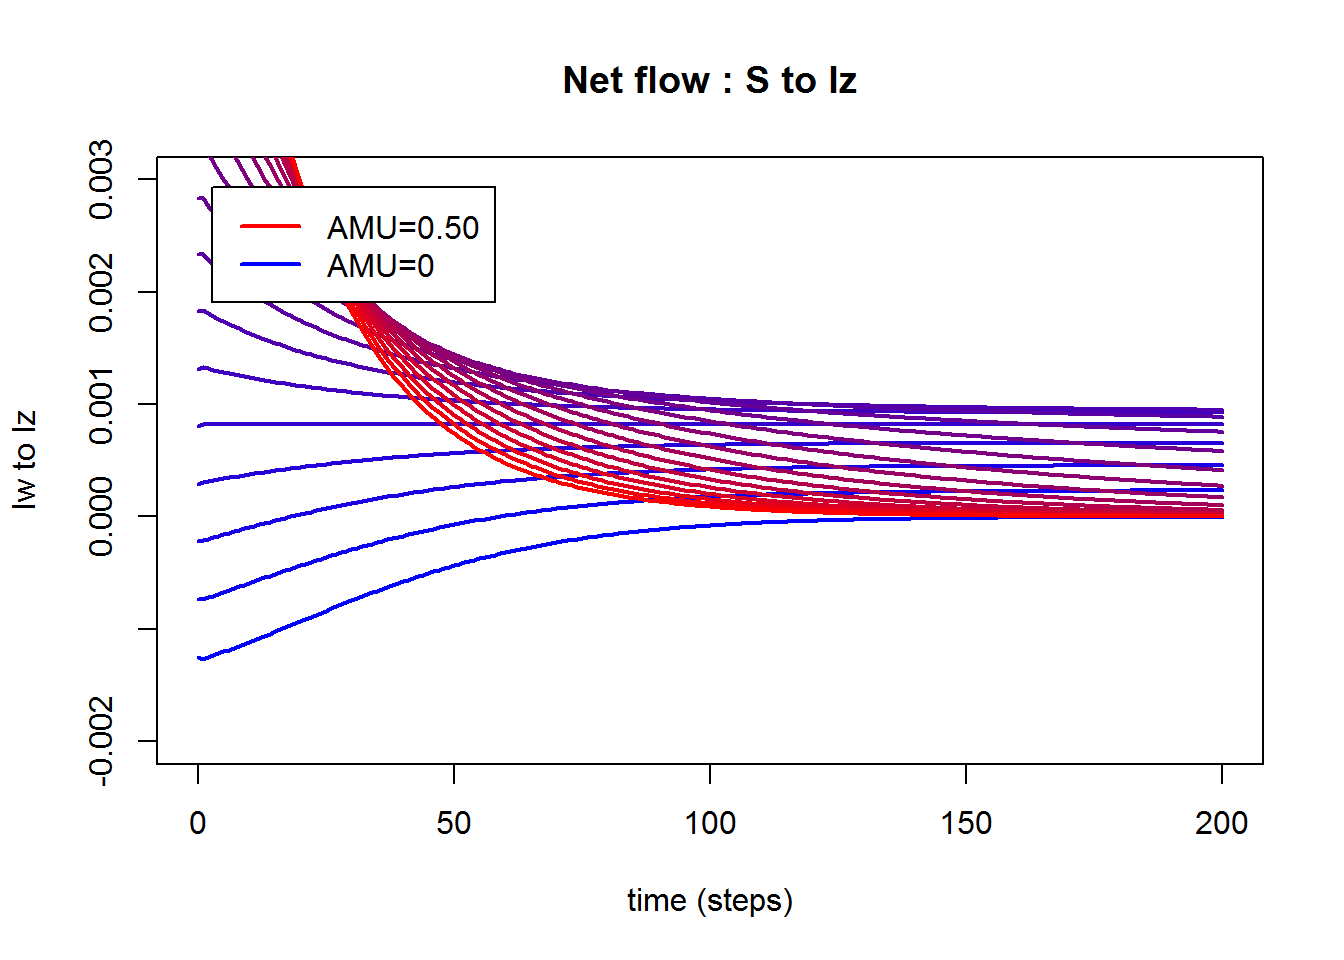 Net flow : S to Iz
Iw to Iz
0.003
0.002
0.001
0.000
-0.002
AMU=0.50
AMU=0
0 50 100 150 200
time (steps)